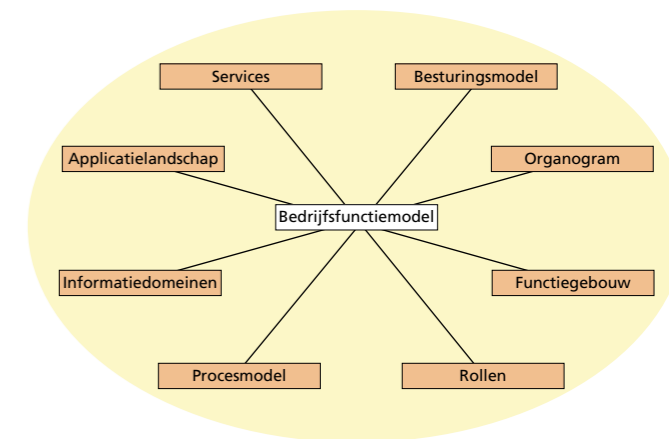 Services
Besturingsmodel
Applicatielandschap
Organogram
Bedrijfsfunctiemodel
Informatiedomeinen
Functiegebouw
Procesmodel
Rollen